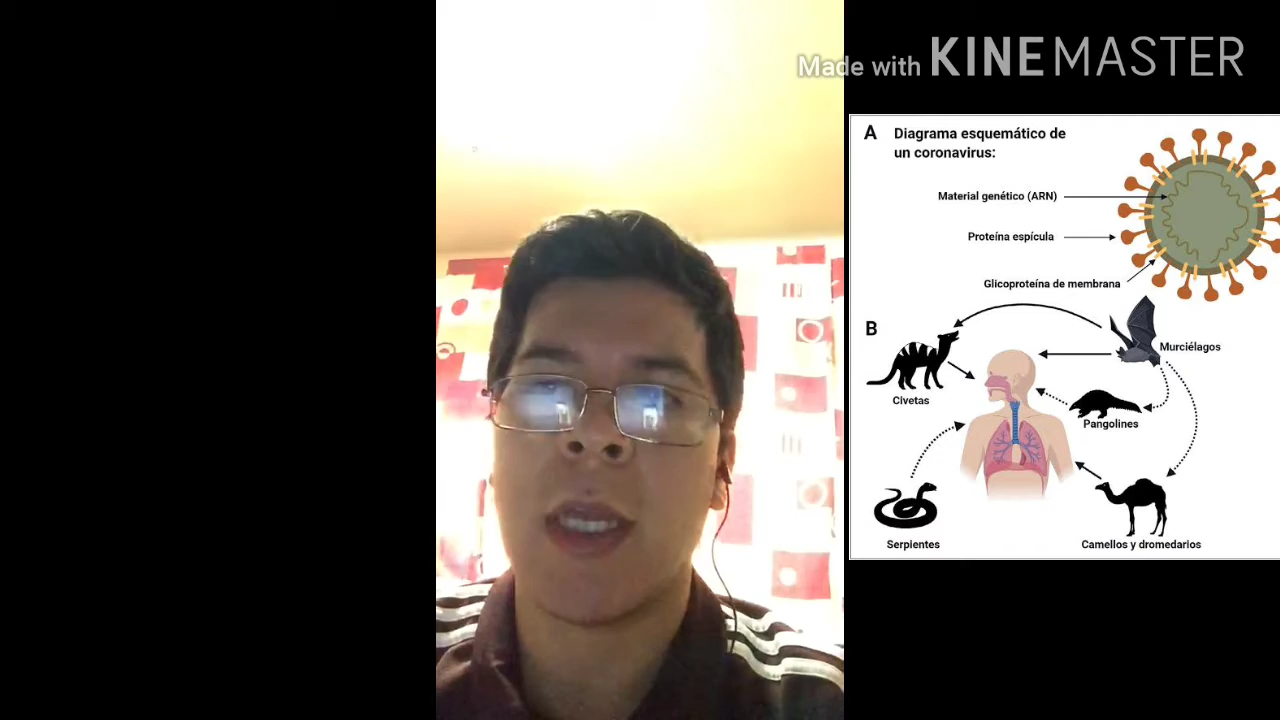 Made with KINEMASTER
A Diagrama esquemático de
un coronavirus:
Material genético (ARN)
Proteína espícula
Glicoproteína de membrana
B
Murciélagos
Civetas
Pangolines
Serpientes
Camellos y dromedarios